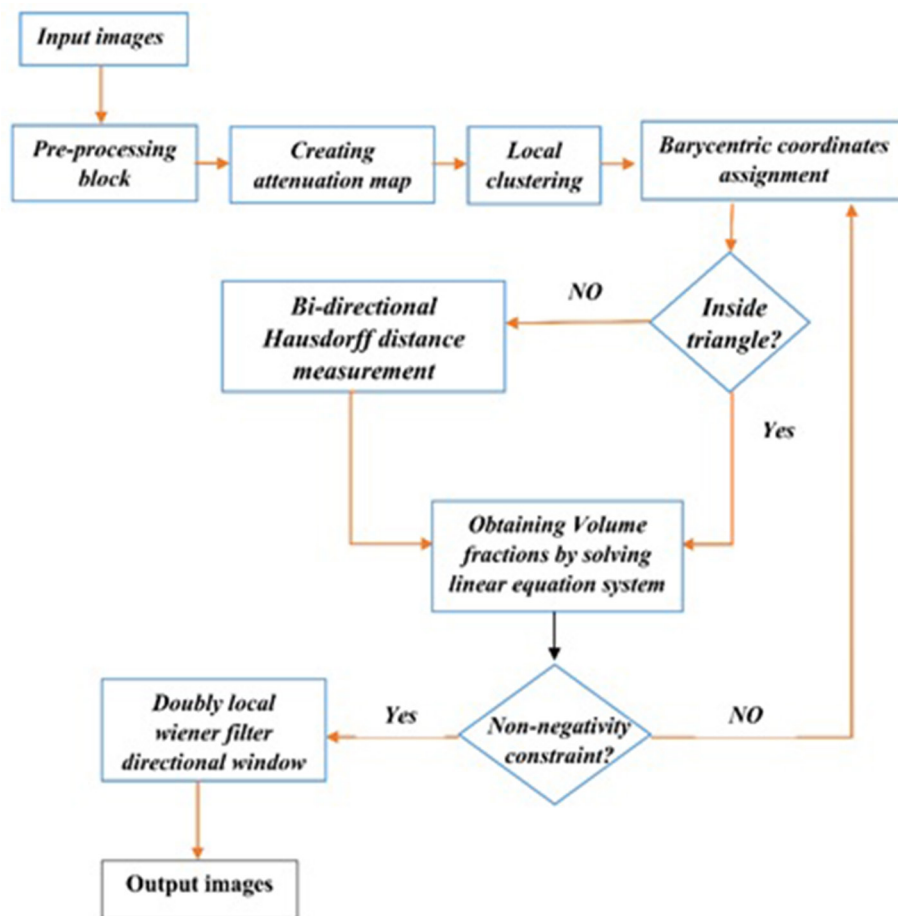 Input images
Pre-processing
block
Creating
attenuation map
Local
clustering
Barycentric coordinates
assignment
Inside
triangle?
NO
Bi-directional
Hausdorff distance
measurement
Yes
Obtaining Volume
fractions by solving
linear equation system
Non-negativity
constraint?
Yes
NO
Doubly local
wiener filter
directional window
Output images